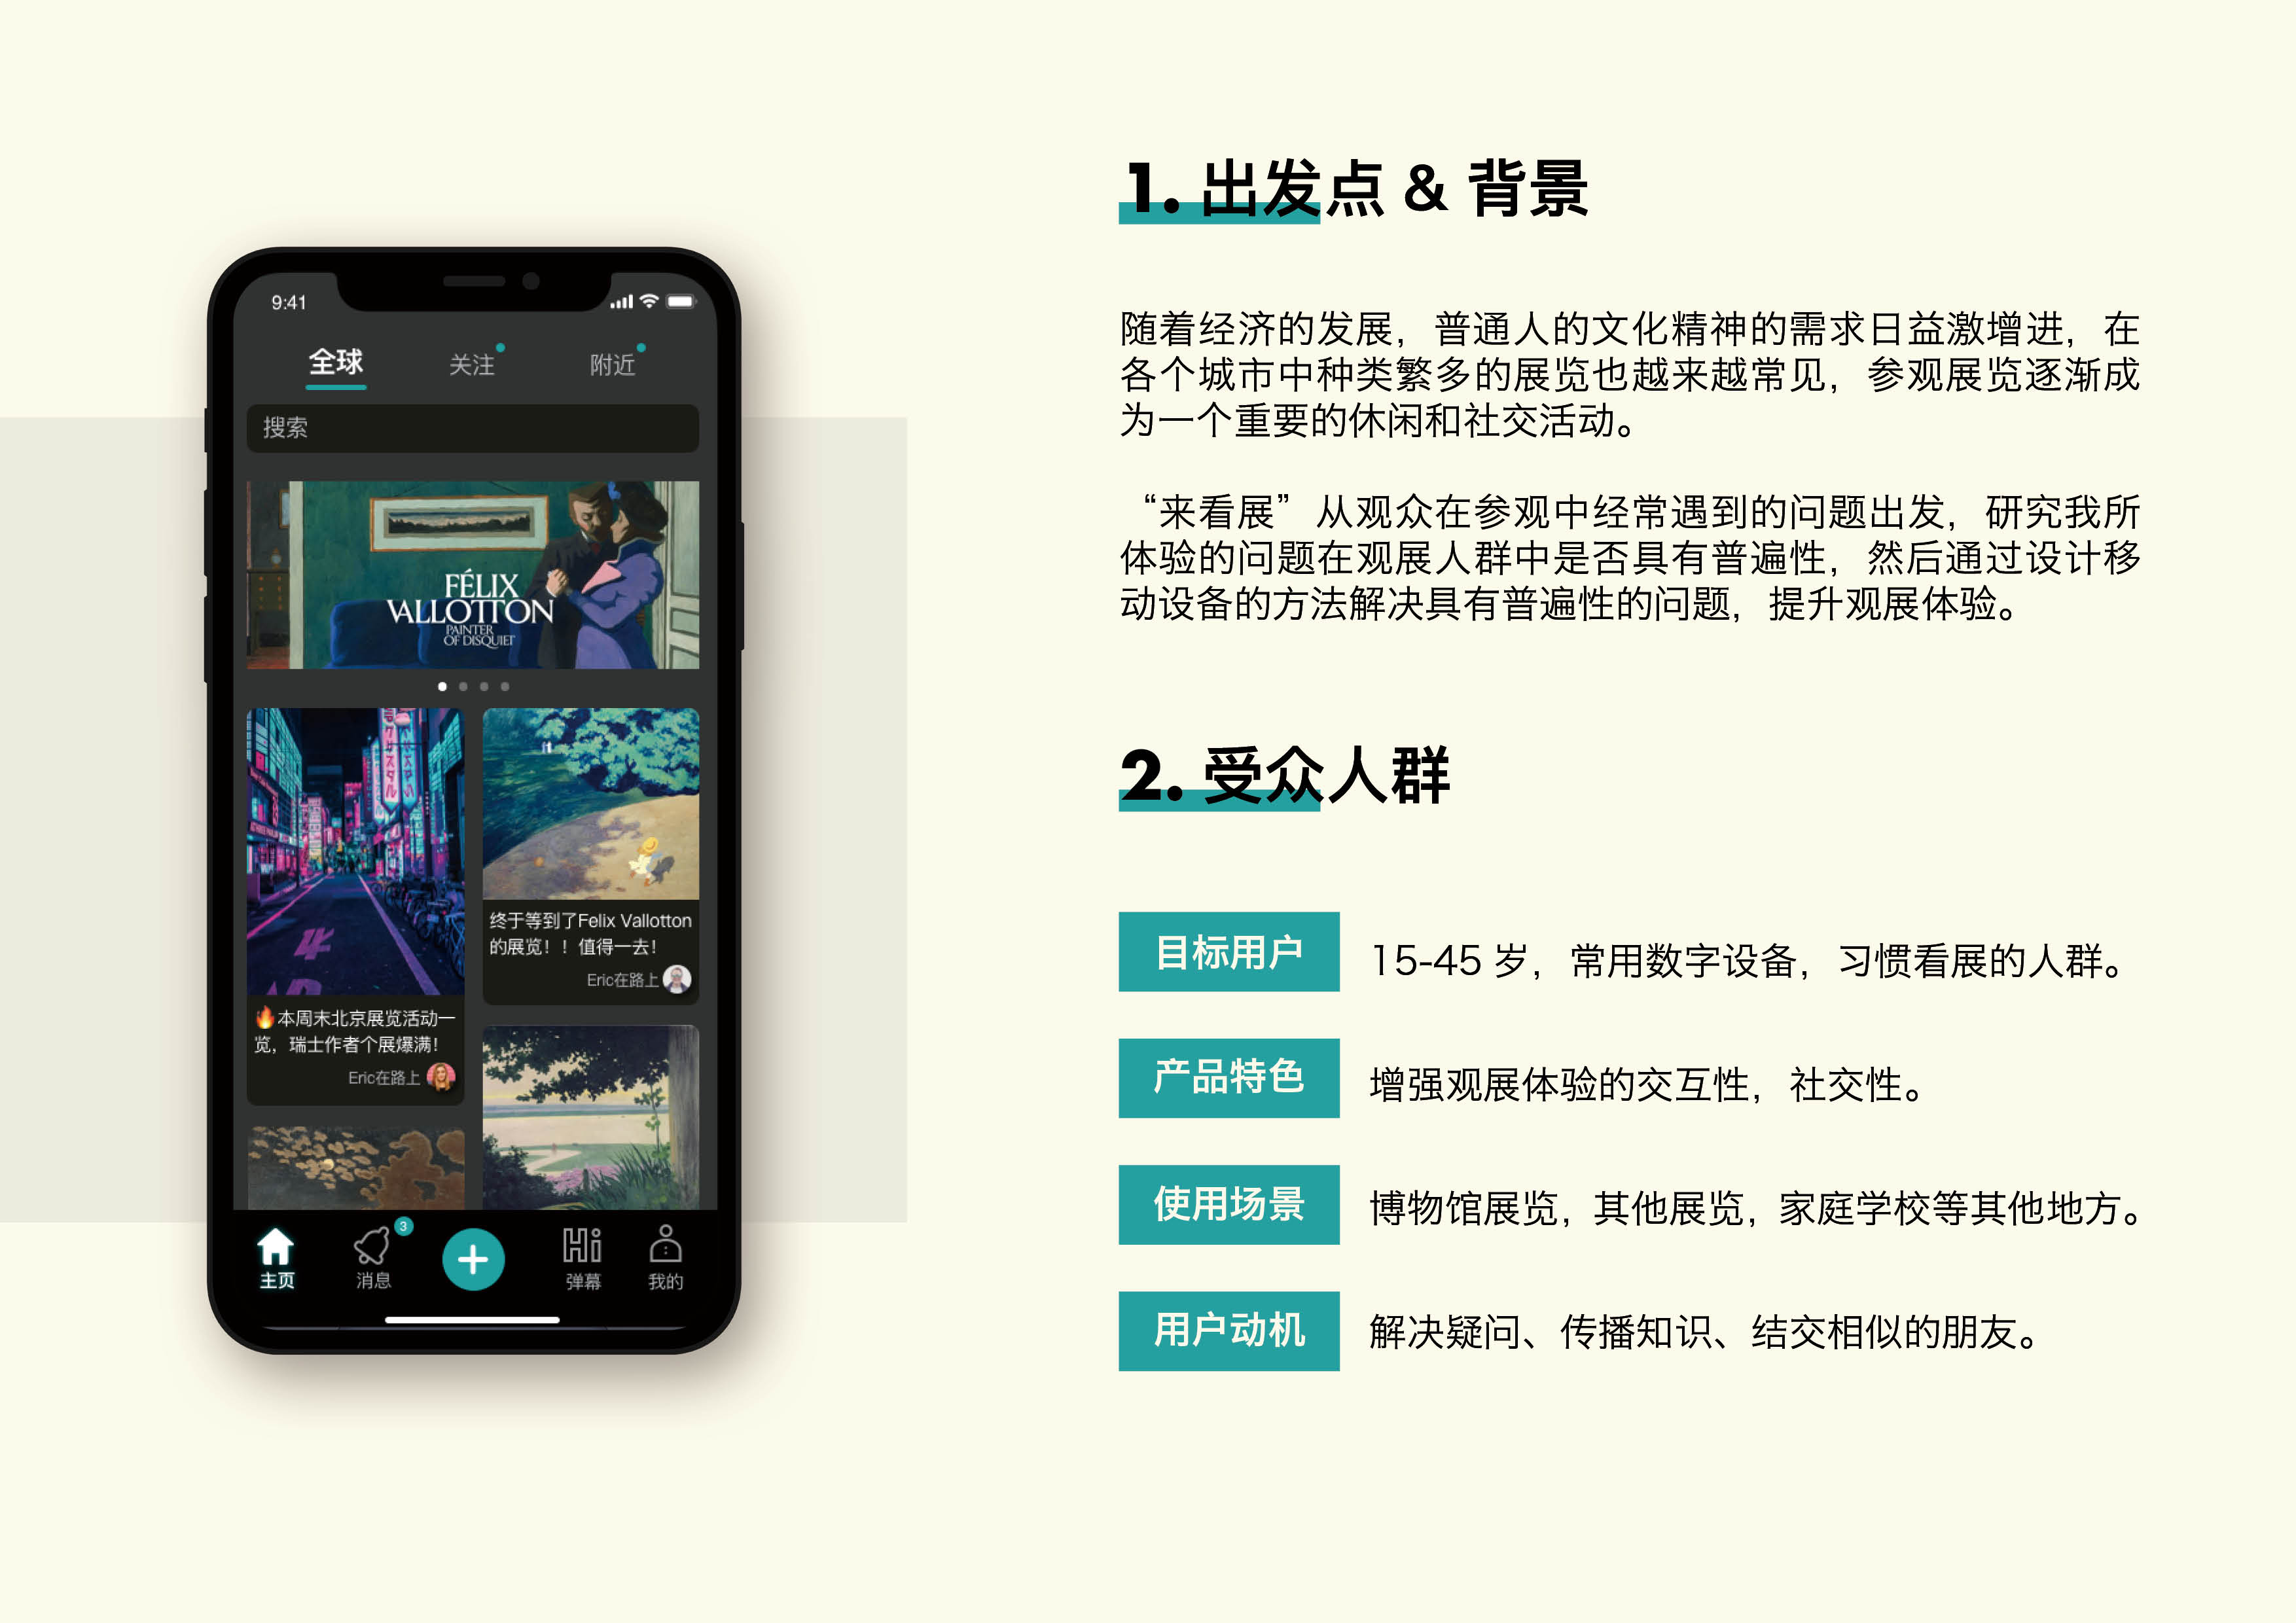 9:41
全球
关注
附近
搜索
FÉLIX
VALLOTTON
PAINTER
OF DISQUIET
终于等到了Felix Vallotton
的展览！！值得一去！
Eric在路上
🔥本周末北京展览活动一
览，瑞士作者个展爆满！
Eric在路上
主页
3
消息
Hi
弹幕
我的
1. 出发点 & 背景
随着经济的发展，普通人的文化精神的需求日益激增进，在
各个城市中种类繁多的展览也越来越常见，参观展览逐渐成
为一个重要的休闲和社交活动。
“来看展”从观众在参观中经常遇到的问题出发，研究我所
体验的问题在观展人群中是否具有普遍性，然后通过设计移
动设备的方法解决具有普遍性的问题，提升观展体验。
2. 受众人群
目标用户 15-45 岁，常用数字设备，习惯看展的人群。
产品特色 增强观展体验的交互性，社交性。
使用场景 博物馆展览，其他展览，家庭学校等其他地方。
用户动机 解决疑问、传播知识、结交相似的朋友。